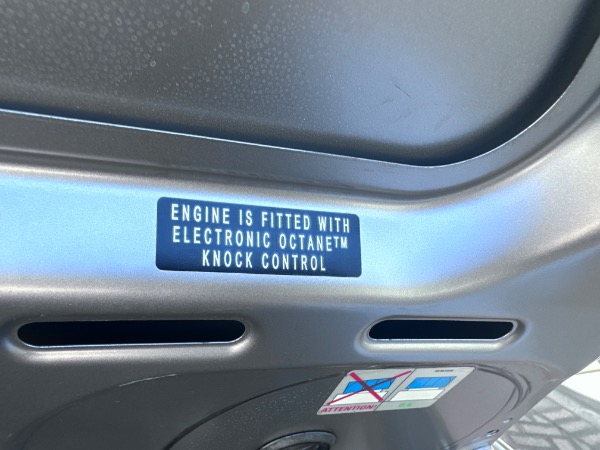 ENGINE IS FITTED WITH
ELECTRONIC OCTANE™
KNOCK CONTROL
ATTENTION!